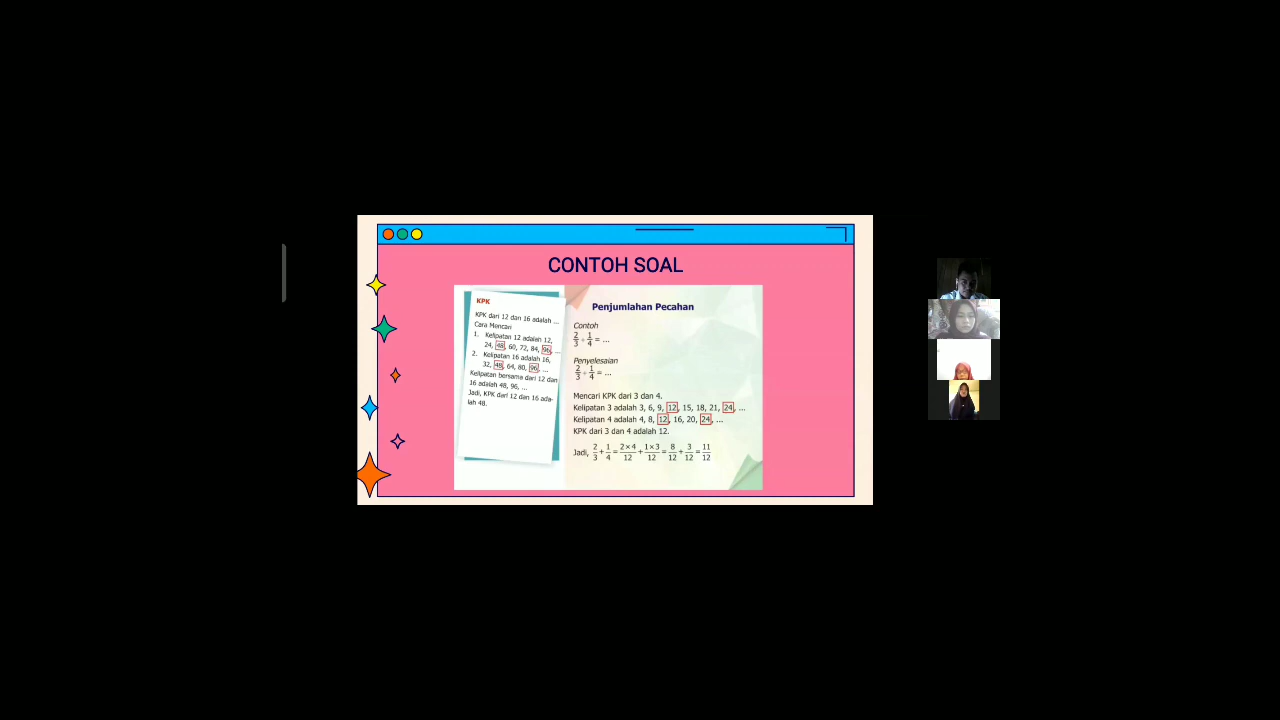 CONTOH SOAL
KPK
KPK dari 12 dan 16 adalah ...
Cara Mencari
1. Kelipatan 12 adalah 12,
24, 48, 60, 72, 84, 96, ...
2. Kelipatan 16 adalah 16,
32, 48, 64, 80, 96, ...
Kelipatan bersama dari 12 dan
16 adalah 48, 96, ...
Jadi, KPK dari 12 dan 16 ada-
lah 48.
Penjumlahan Pecahan
Contoh
2/3 + 1/4 = ...
Penyelesaian
2/3 + 1/4 = ...
Mencari KPK dari 3 dan 4.
Kelipatan 3 adalah 3, 6, 9, 12, 15, 18, 21, 24, ...
Kelipatan 4 adalah 4, 8, 12, 16, 20, 24, ...
KPK dari 3 dan 4 adalah 12.
Jadi, 2/3 + 1/4 = 2×4/12 + 1×3/12 = 8/12 + 3/12 = 11/12